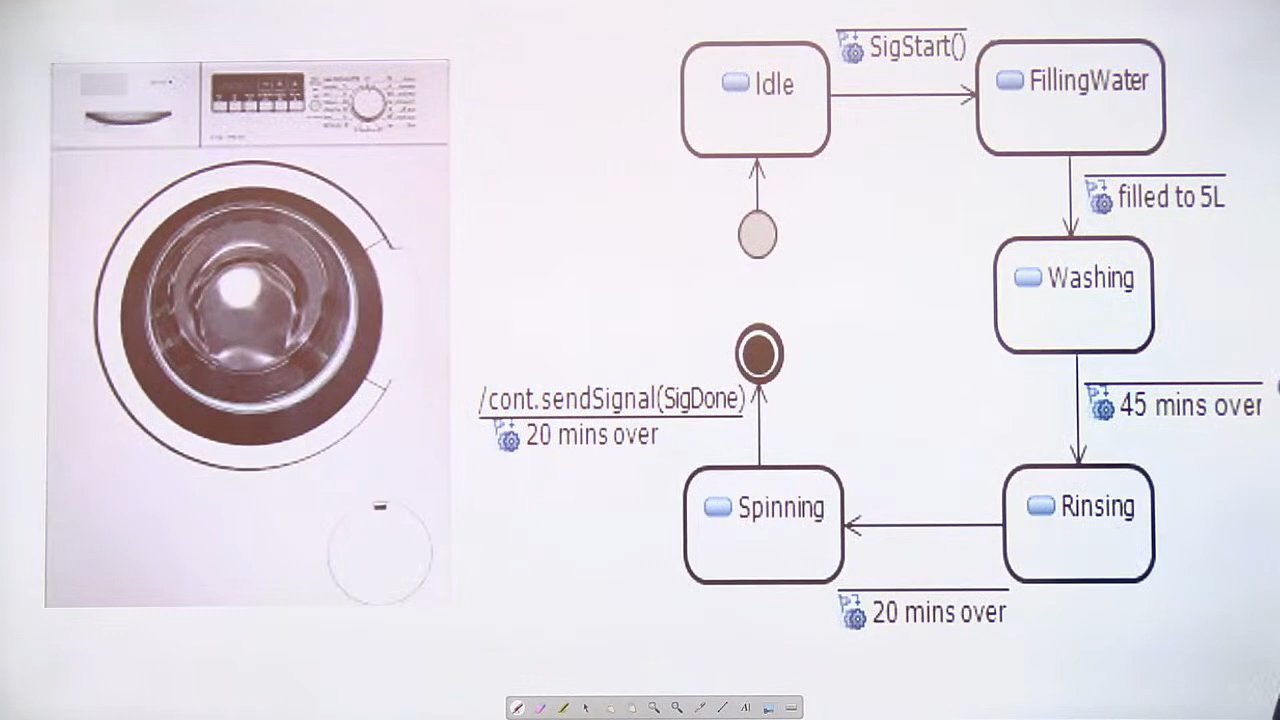 SigStart()
Idle
FillingWater
filled to 5L
Washing
/cont.sendSignal(SigDone)
20 mins over
45 mins over
Spinning
Rinsing
20 mins over
AI